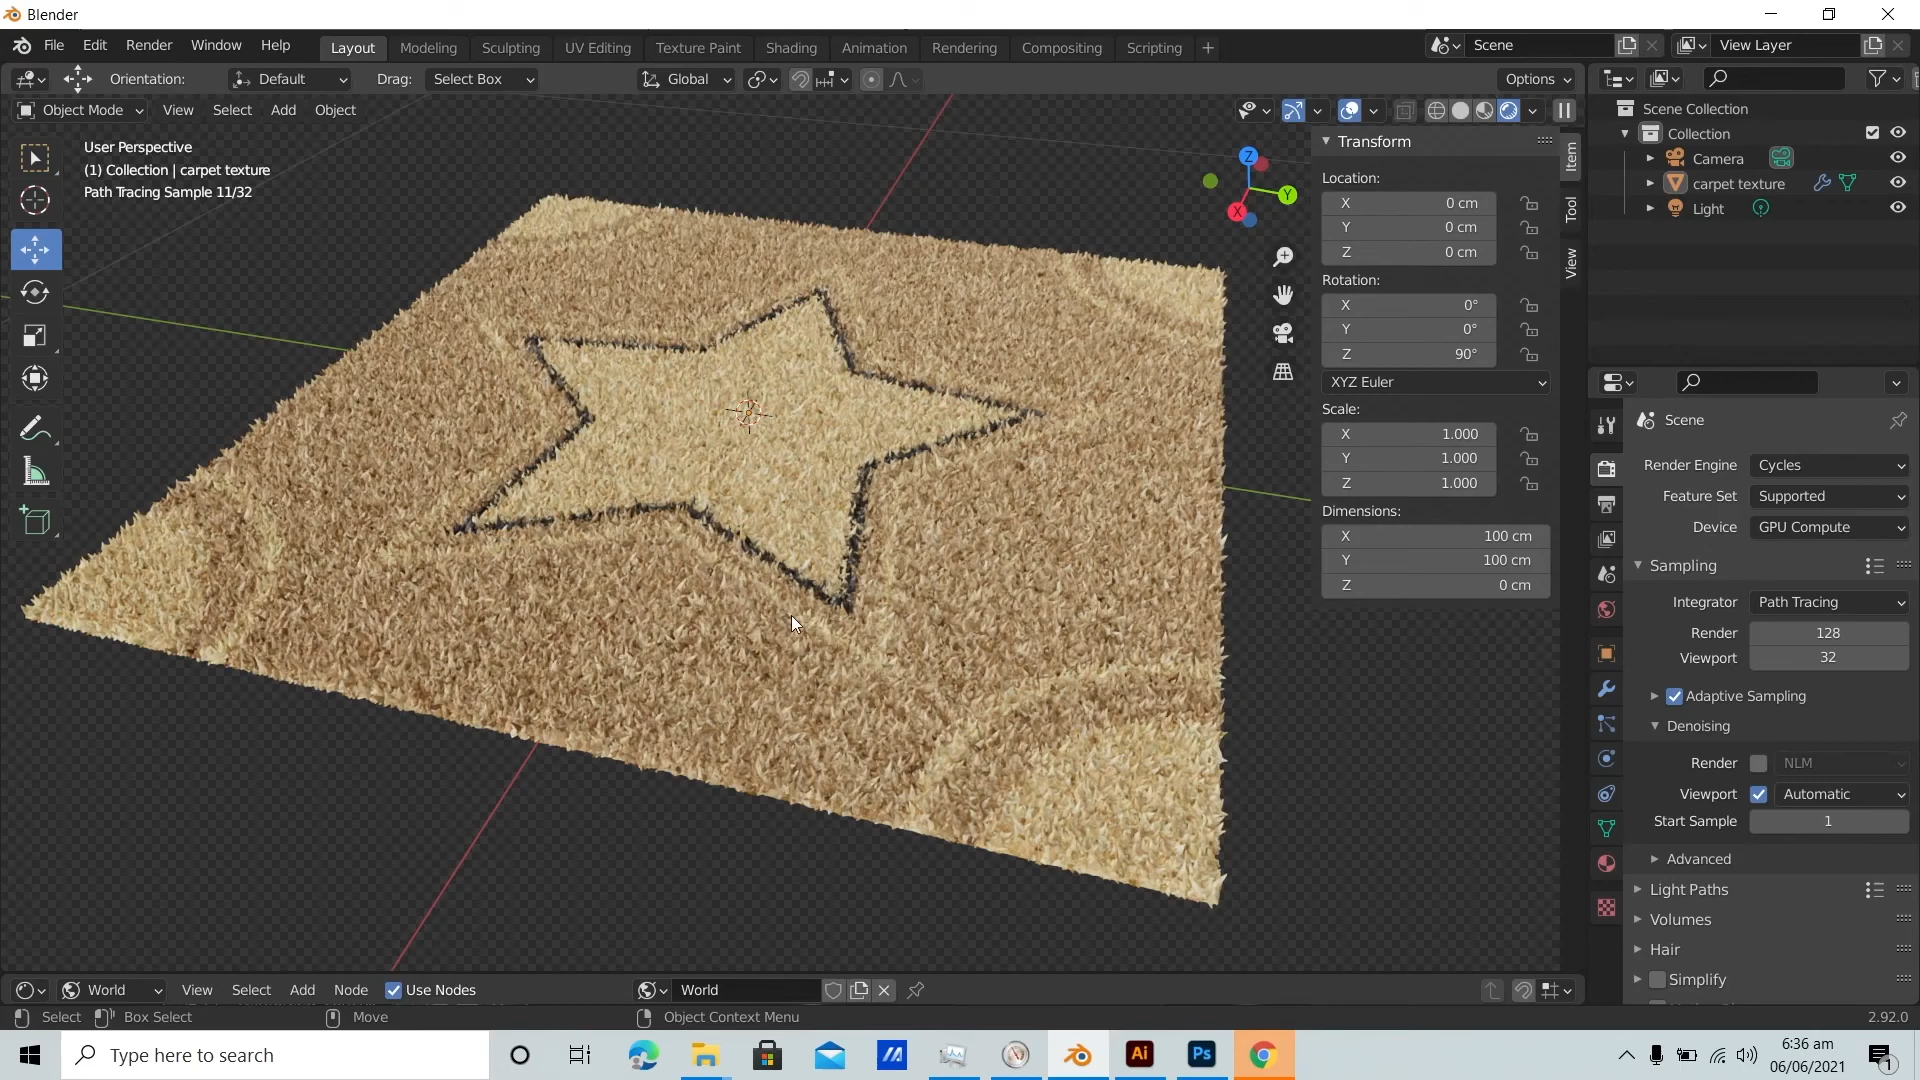 Blender
File Edit Render Window Help Layout Modeling Sculpting UV Editing Texture Paint Shading Animation Rendering Compositing Scripting + Scene View Layer
Orientation: Default Drag: Select Box Global Options
Object Mode View Select Add Object
User Perspective
(1) Collection | carpet texture
Path Tracing Sample 11/32
Z
Y
X
Transform
Location:
X 0 cm
Y 0 cm
Z 0 cm
Rotation:
X 0°
Y 0°
Z 90°
XYZ Euler
Scale:
X 1.000
Y 1.000
Z 1.000
Dimensions:
X 100 cm
Y 100 cm
Z 0 cm
Item
Tool
View
Scene Collection
Collection
Camera
carpet texture
Light
Scene
Render Engine Cycles
Feature Set Supported
Device GPU Compute
Sampling
Integrator Path Tracing
Render 128
Viewport 32
Adaptive Sampling
Denoising
Render NLM
Viewport Automatic
Start Sample 1
Advanced
Light Paths
Volumes
Hair
Simplify
World View Select Add Node Use Nodes World
Select Box Select Move Object Context Menu 2.92.0
Type here to search
Ai
Ps
6:36 am
06/06/2021
1